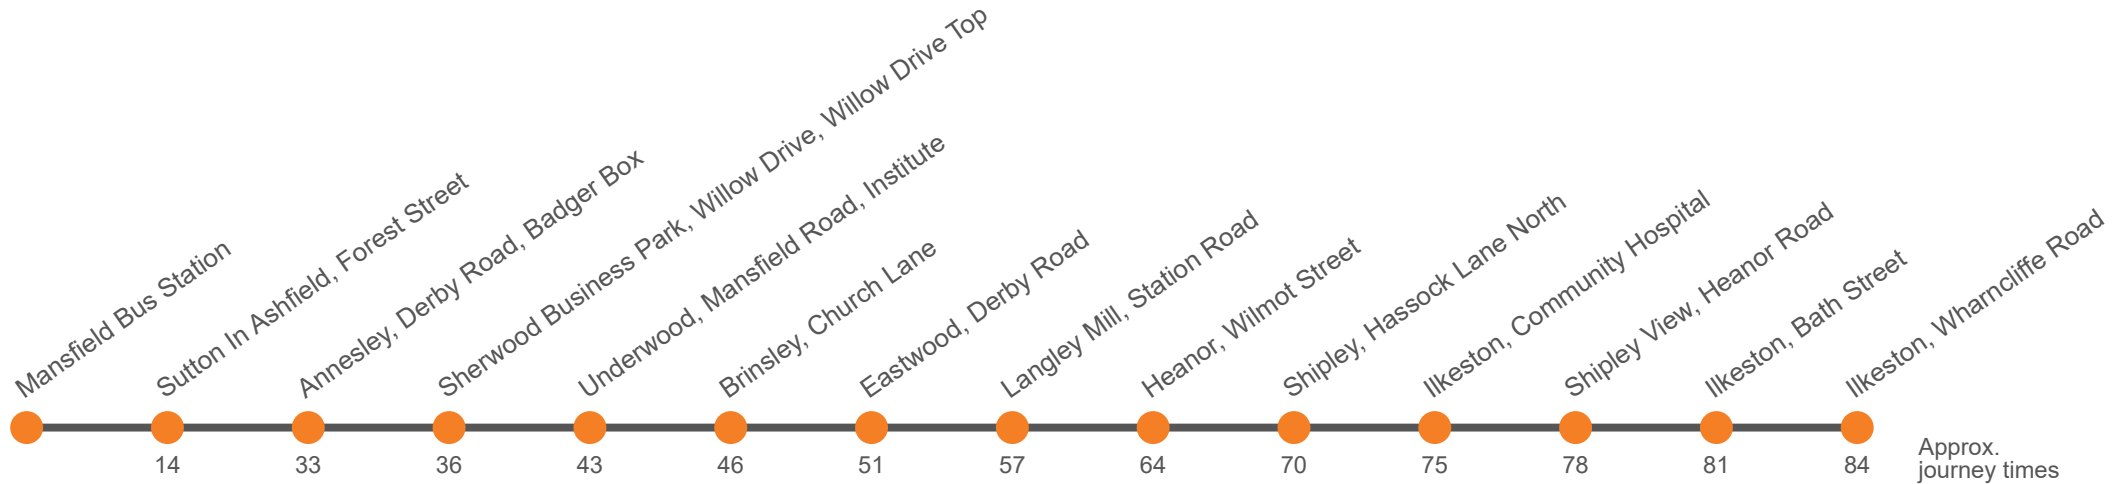 Mansfield Bus Station
Sutton In Ashfield, Forest Street
Annesley, Derby Road, Badger Box
Sherwood Business Park, Willow Drive, Willow Drive Top
Underwood, Mansfield Road, Institute
Brinsley, Church Lane
Eastwood, Derby Road
Langley Mill, Station Road
Heanor, Wilmot Street
Shipley, Hassock Lane North
Ilkeston, Community Hospital
Shipley View, Heanor Road
Ilkeston, Bath Street
Ilkeston, Wharncliffe Road
14 33 36 43 46 51 57 64 70 75 78 81 84
Approx.
journey times